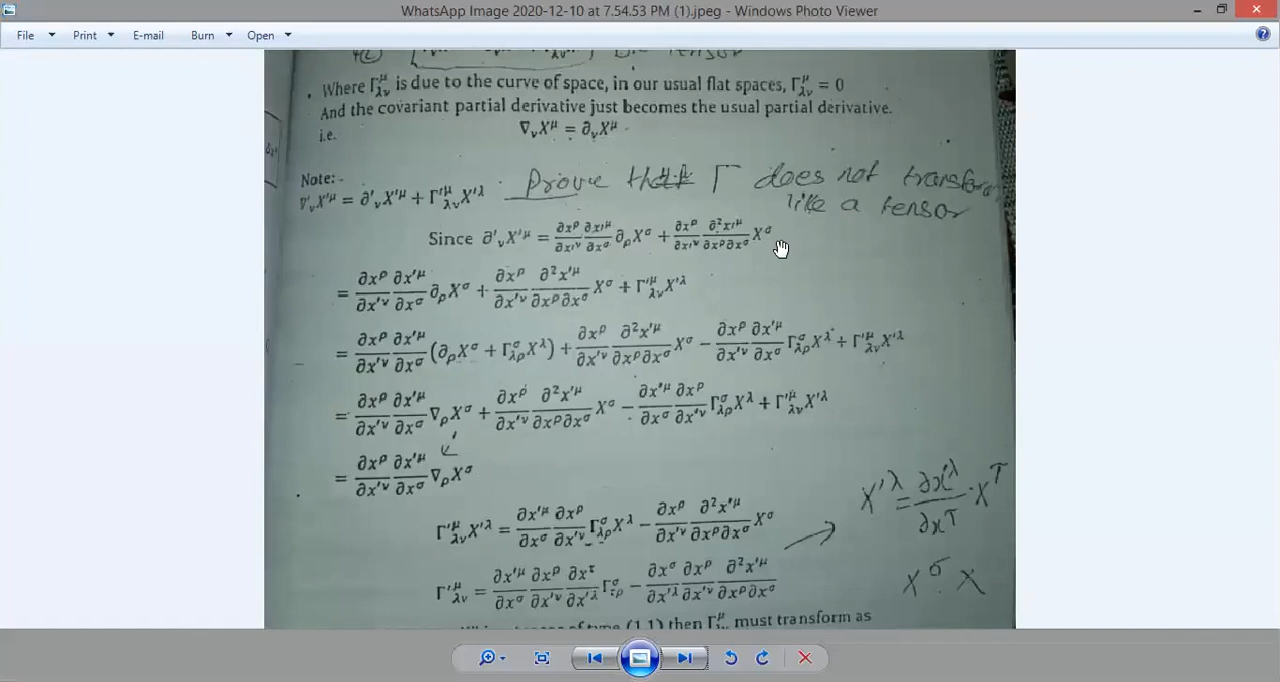 WhatsApp Image 2020-12-10 at 7.54.53 PM (1).jpeg - Windows Photo Viewer
File Print E-mail Burn Open
Where Γ^μ_λν is due to the curve of space, in our usual flat spaces, Γ^μ_λν = 0
And the covariant partial derivative just becomes the usual partial derivative.
i.e. ∇_ν X^μ = ∂_ν X^μ
Note:- Prove that Γ does not transform
∇'_ν X'^μ = ∂'_ν X'^μ + Γ'^μ_λν X'^λ like a tensor
Since ∂'_ν X'^μ = ∂x^ρ/∂x'^ν ∂x'^μ/∂x^σ ∂_ρ X^σ + ∂x^ρ/∂x'^ν ∂²x'^μ/∂x^ρ∂x^σ X^σ
= ∂x^ρ/∂x'^ν ∂x'^μ/∂x^σ ∂_ρ X^σ + ∂x^ρ/∂x'^ν ∂²x'^μ/∂x^ρ∂x^σ X^σ + Γ'^μ_λν X'^λ
= ∂x^ρ/∂x'^ν ∂x'^μ/∂x^σ (∂_ρ X^σ + Γ^σ_λρ X^λ) + ∂x^ρ/∂x'^ν ∂²x'^μ/∂x^ρ∂x^σ X^σ − ∂x^ρ/∂x'^ν ∂x'^μ/∂x^σ Γ^σ_λρ X^λ + Γ'^μ_λν X'^λ
= ∂x^ρ/∂x'^ν ∂x'^μ/∂x^σ ∇_ρ X^σ + ∂x^ρ/∂x'^ν ∂²x'^μ/∂x^ρ∂x^σ X^σ − ∂x'^μ/∂x^σ ∂x^ρ/∂x'^ν Γ^σ_λρ X^λ + Γ'^μ_λν X'^λ
= ∂x^ρ/∂x'^ν ∂x'^μ/∂x^σ ∇_ρ X^σ
X'^λ = ∂x'^λ/∂x^τ · X^τ
Γ'^μ_λν X'^λ = ∂x'^μ/∂x^σ ∂x^ρ/∂x'^ν Γ^σ_λρ X^λ − ∂x^ρ/∂x'^ν ∂²x'^μ/∂x^ρ∂x^σ X^σ
Γ'^μ_λν = ∂x'^μ/∂x^σ ∂x^ρ/∂x'^ν ∂x^τ/∂x'^λ Γ^σ_τρ − ∂x^σ/∂x'^λ ∂x^ρ/∂x'^ν ∂²x'^μ/∂x^ρ∂x^σ
X^σ. X
of type (1,1) then Γ^μ must transform as